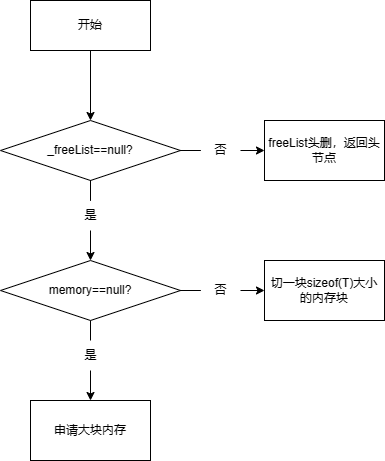 开始
_freeList==null?
否
freeList头删，返回头
节点
是
memory==null?
否
切一块sizeof(T)大小
的内存块
是
申请大块内存